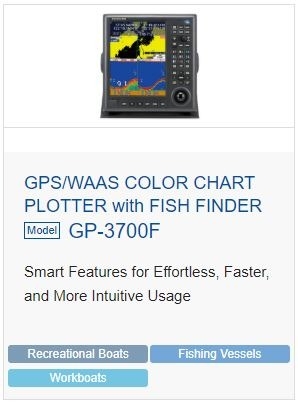 GPS/WAAS COLOR CHART
PLOTTER with FISH FINDER
Model GP-3700F
Smart Features for Effortless, Faster,
and More Intuitive Usage
Recreational Boats
Fishing Vessels
Workboats